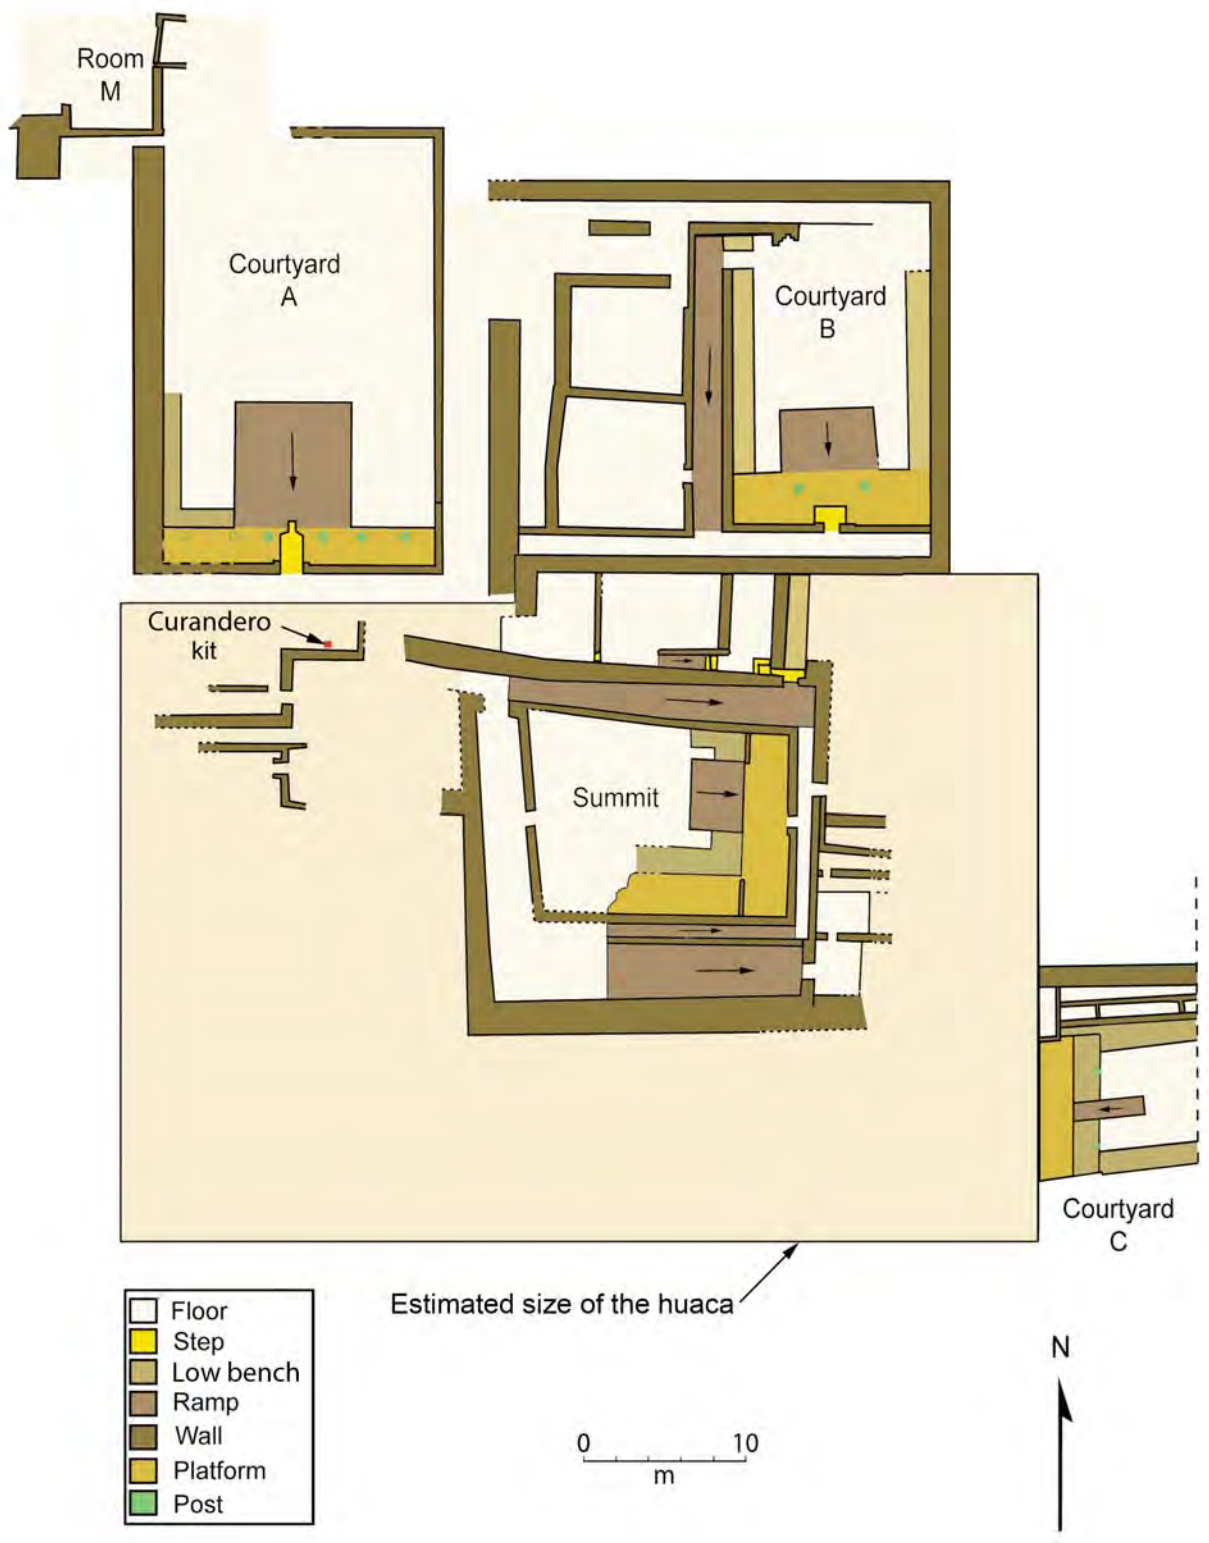 Room
M
Courtyard
A
Courtyard
B
Curandero
kit
Summit
Courtyard
C
Estimated size of the huaca
Floor
Step
Low bench
Ramp
Wall
Platform
Post
0 10
m
N